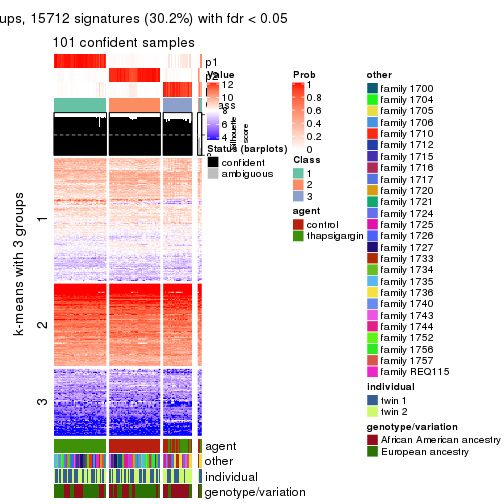 ups, 15712 signatures (30.2%) with fdr < 0.05
101 confident samples
p1
p2
p3
Class
silhouette
score
k-means with 3 groups
1
2
3
agent
other
individual
genotype/variation
Value
12
10
8
6
4
Status (barplots)
confident
ambiguous
Prob
1
0.8
0.6
0.4
0.2
0
Class
1
2
3
agent
control
thapsigargin
other
family 1700
family 1704
family 1705
family 1706
family 1710
family 1712
family 1715
family 1716
family 1717
family 1720
family 1721
family 1724
family 1725
family 1726
family 1727
family 1733
family 1734
family 1735
family 1736
family 1740
family 1743
family 1744
family 1752
family 1756
family 1757
family REQ115
individual
twin 1
twin 2
genotype/variation
African American ancestry
European ancestry